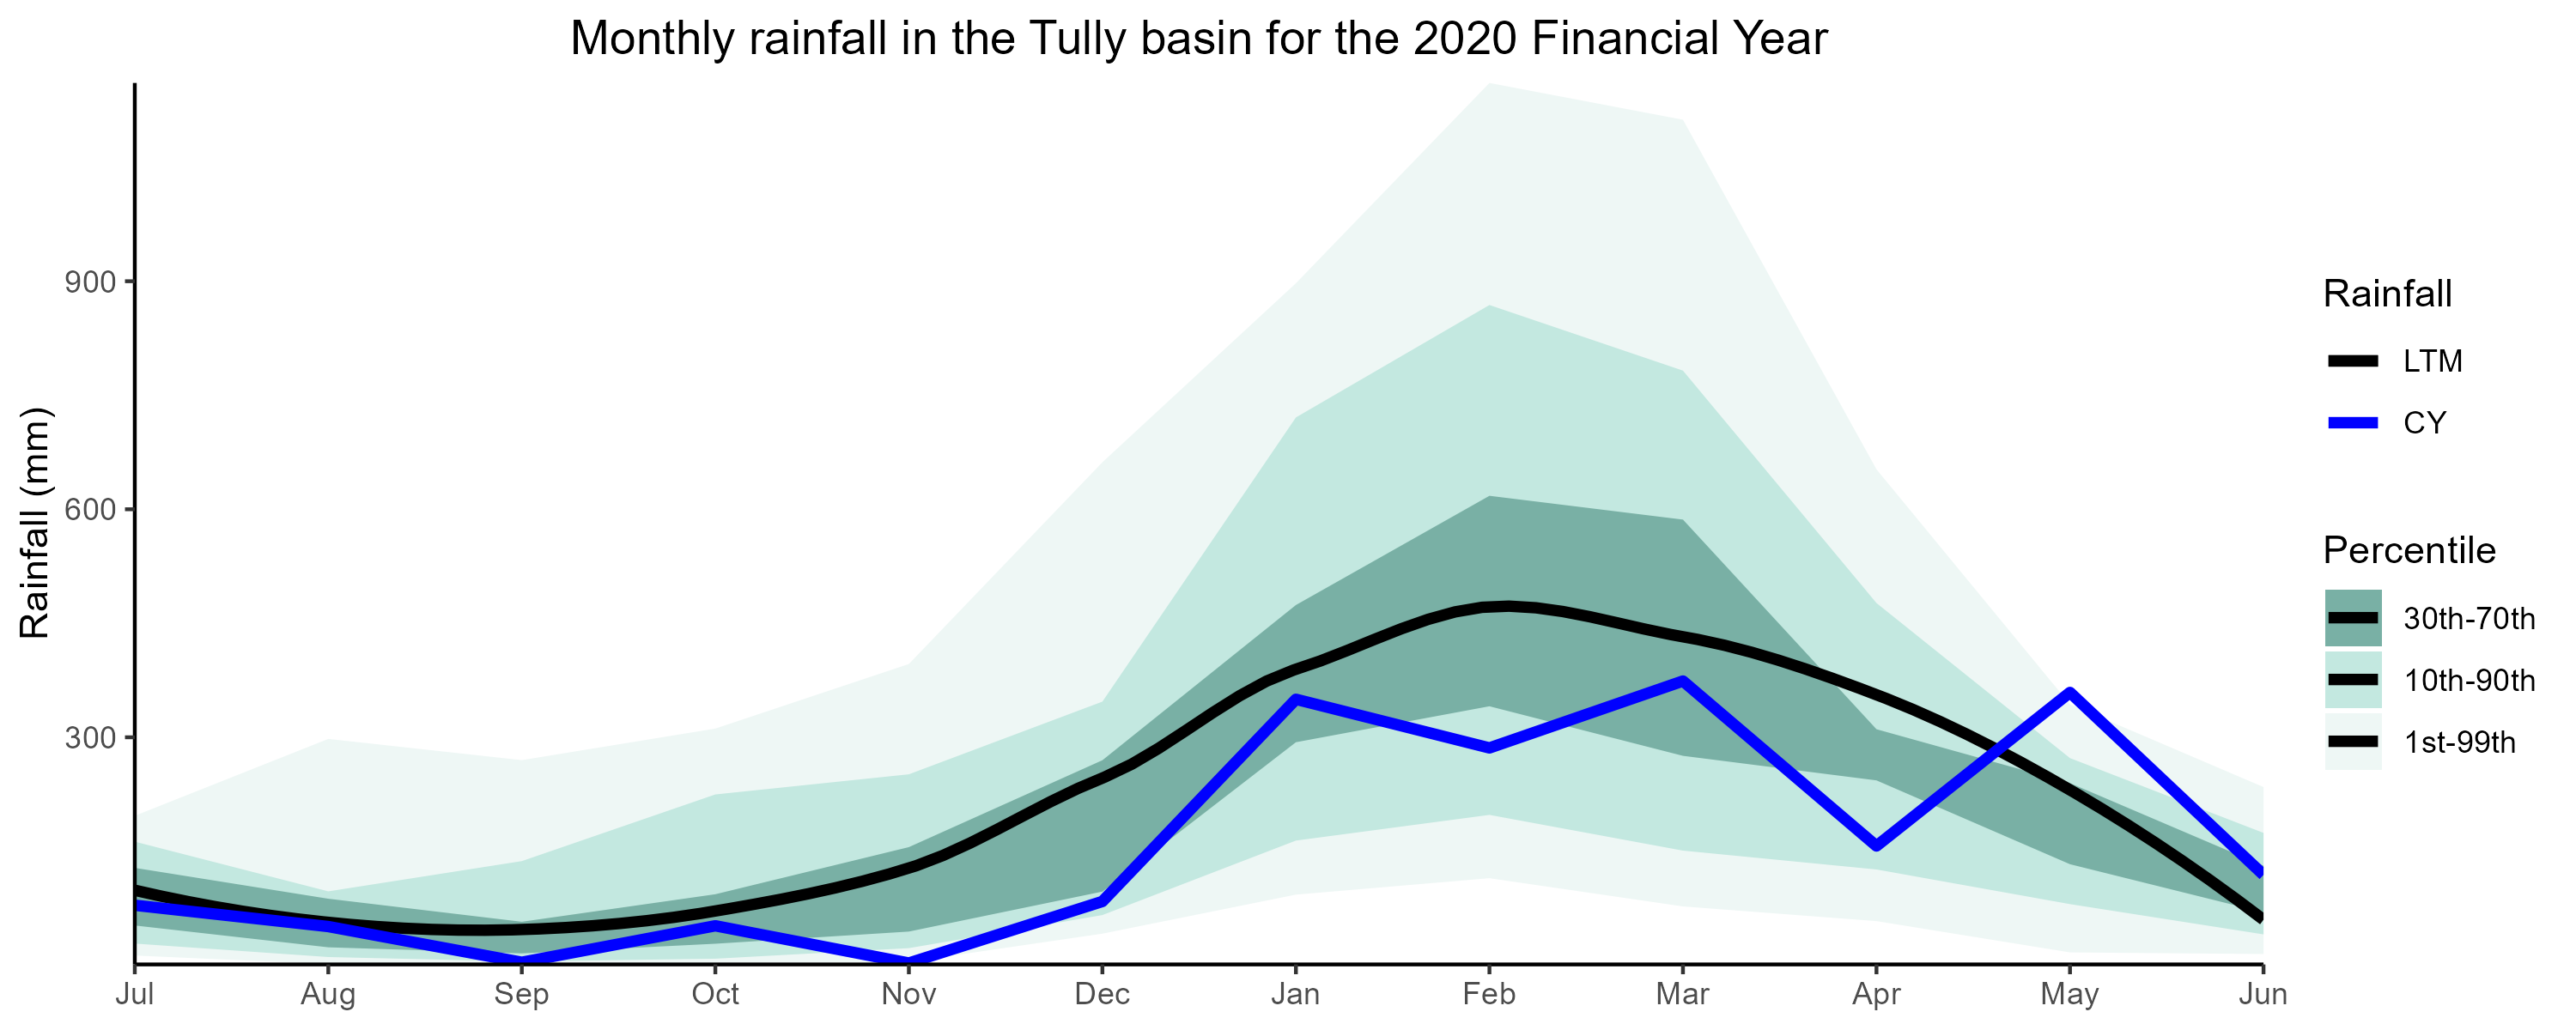 Monthly rainfall in the Tully basin for the 2020 Financial Year
Rainfall (mm)
900
600
300
Jul Aug Sep Oct Nov Dec Jan Feb Mar Apr May Jun
Rainfall
LTM
CY
Percentile
30th-70th
10th-90th
1st-99th